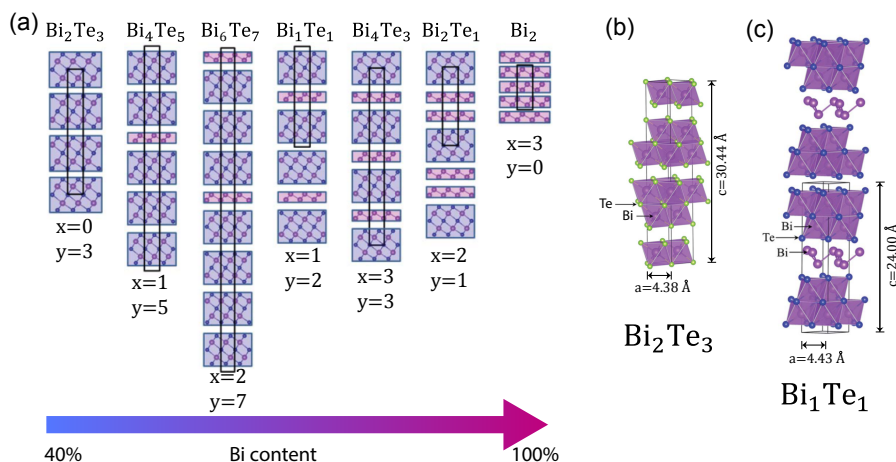 (a)
Bi₂Te₃ Bi₄Te₅ Bi₆Te₇ Bi₁Te₁ Bi₄Te₃ Bi₂Te₁ Bi₂
x=0
y=3
x=1
y=5
x=2
y=7
x=1
y=2
x=3
y=3
x=2
y=1
x=3
y=0
40% Bi content 100%
(b)
Te
Bi
c=30.44 Å
a=4.38 Å
Bi₂Te₃
(c)
Bi
Te
Bi
c=24.00 Å
a=4.43 Å
Bi₁Te₁